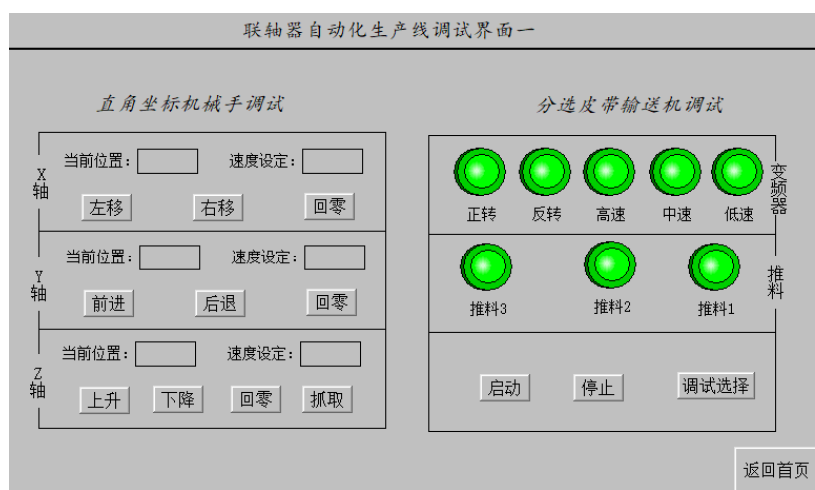 联轴器自动化生产线调试界面一
直角坐标机械手调试
X轴
当前位置： 速度设定：
左移 右移 回零
Y轴
当前位置： 速度设定：
前进 后退 回零
Z轴
当前位置： 速度设定：
上升 下降 回零 抓取
分选皮带输送机调试
正转 反转 高速 中速 低速
变频器
推料3 推料2 推料1
推料
启动 停止 调试选择
返回首页